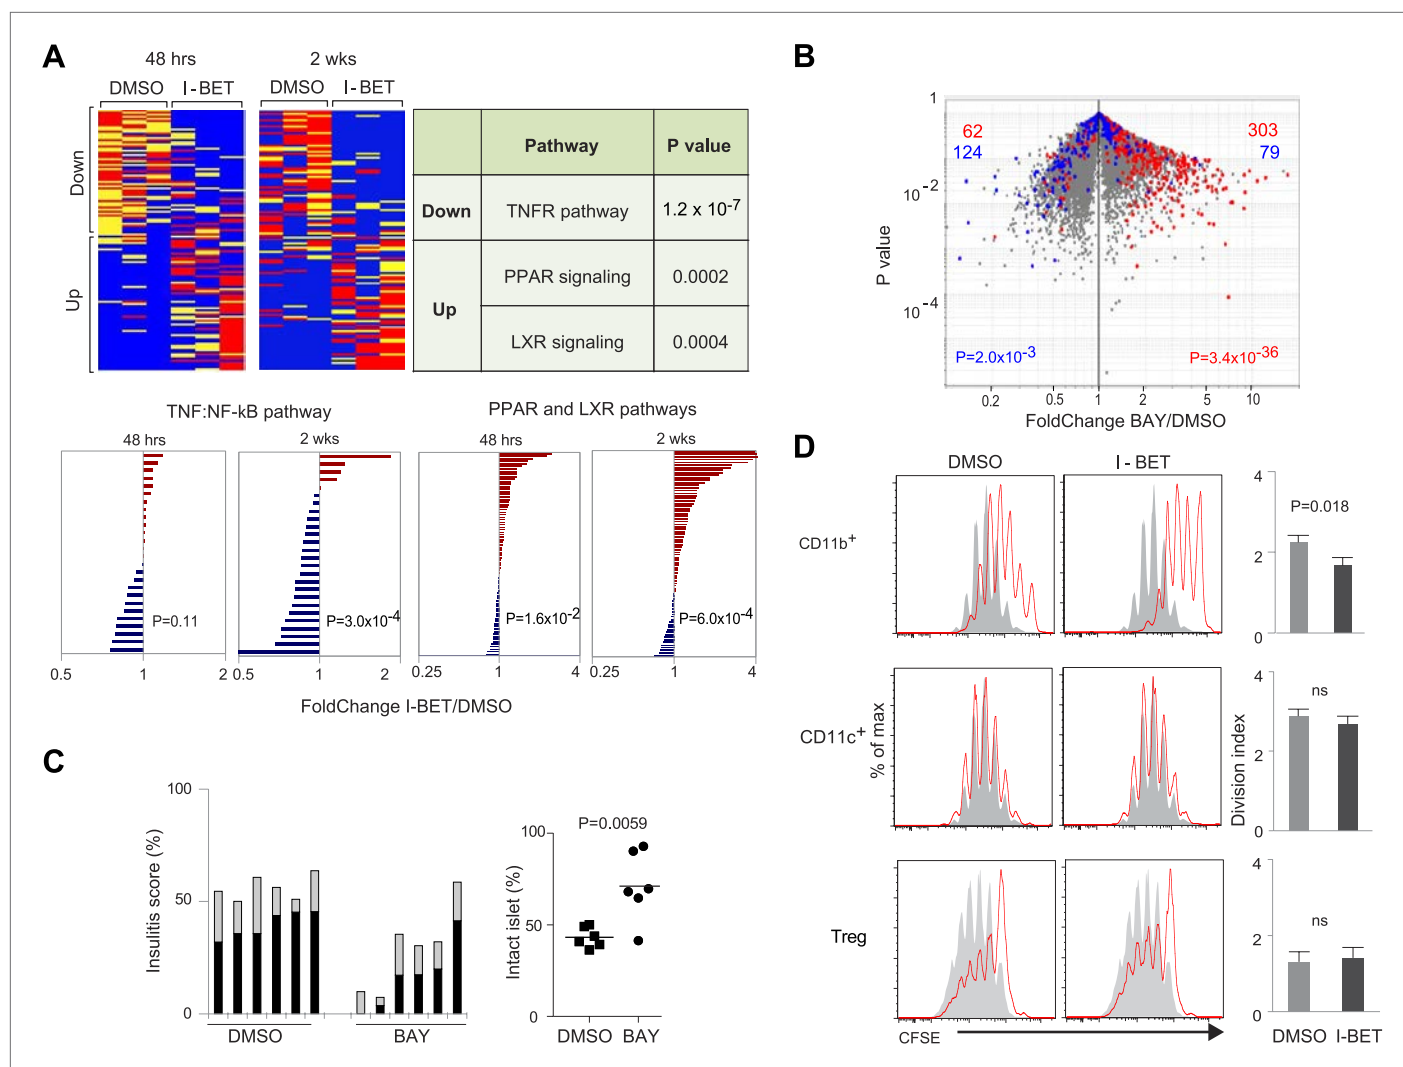 A
48 hrs
2 wks
DMSO
I-BET
DMSO
I-BET
Down
Up
Pathway
P value
Down
TNFR pathway
1.2 x 10-7
Up
PPAR signaling
0.0002
LXR signaling
0.0004
TNF:NF-kB pathway
PPAR and LXR pathways
48 hrs
2 wks
48 hrs
2 wks
P=0.11
P=3.0x10-4
P=1.6x10-2
P=6.0x10-4
0.5
1
2
0.5
1
2
0.25
1
4
0.25
1
4
FoldChange I-BET/DMSO
B
1
10-2
10-4
P value
62
124
303
79
P=2.0x10-3
P=3.4x10-36
0.2
0.5
1
2
5
10
FoldChange BAY/DMSO
C
100
50
0
Insulitis score (%)
DMSO
BAY
P=0.0059
100
50
0
Intact islet (%)
DMSO
BAY
D
DMSO
I-BET
CD11b+
CD11c+
Treg
% of max
CFSE
4
2
0
P=0.018
4
2
0
ns
4
2
0
ns
Division index
DMSO
I-BET